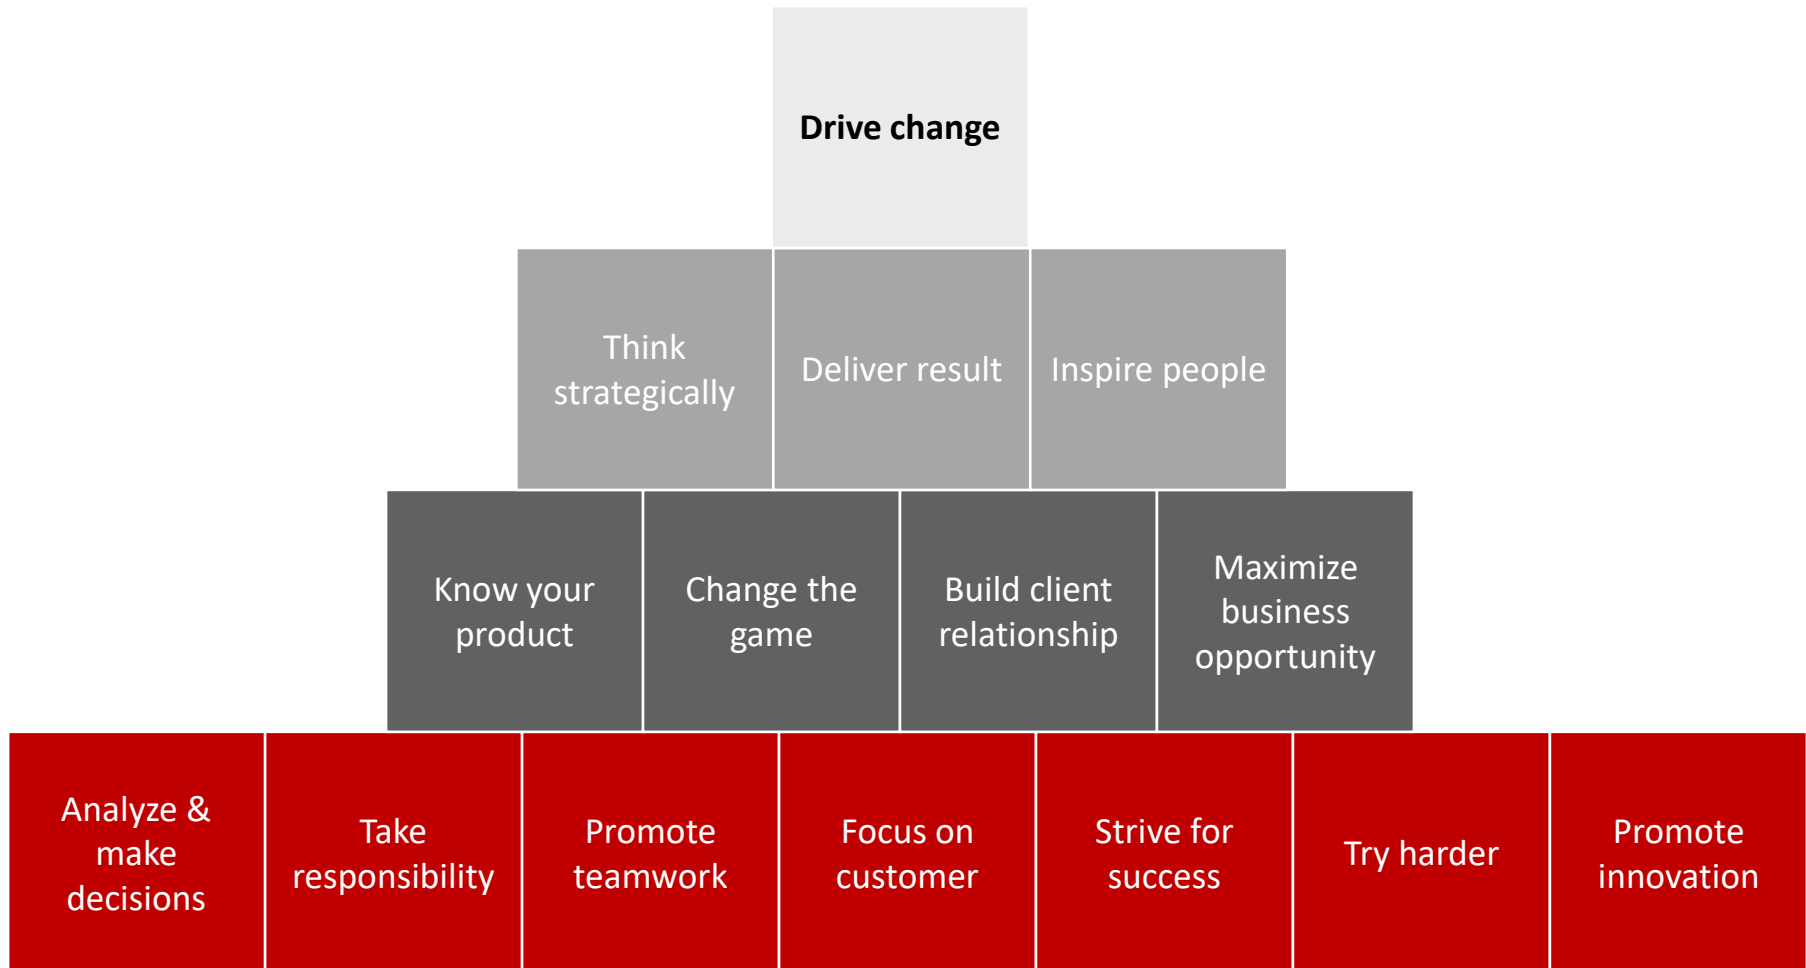 Drive change
Think
strategically
Deliver result
Inspire people
Know your
product
Change the
game
Build client
relationship
Maximize
business
opportunity
Analyze &
make
decisions
Take
responsibility
Promote
teamwork
Focus on
customer
Strive for
success
Try harder
Promote
innovation